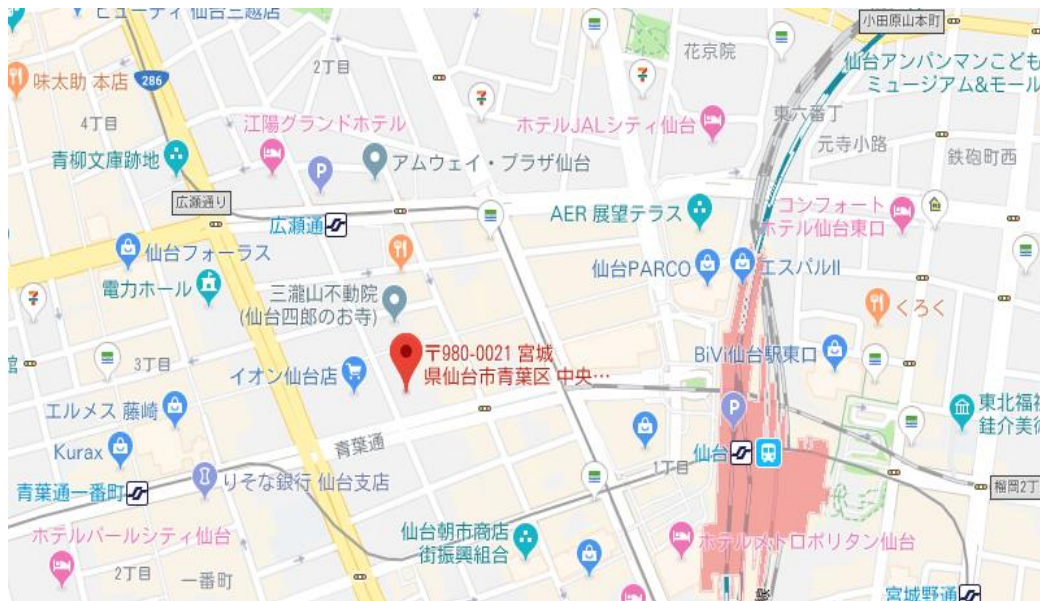 ビューティ 仙台三越店
小田原山本町
2丁目
花京院
仙台アンパンマンこども
ミュージアム&モール
味太助 本店
286
4丁目
江陽グランドホテル
ホテルJALシティ仙台
東六番丁
元寺小路
鉄砲町西
青柳文庫跡地
P
アムウェイ・プラザ仙台
広瀬通り
広瀬通
AER 展望テラス
コンフォート
ホテル仙台東口
仙台フォーラス
仙台PARCO
エスパルII
電力ホール
三瀧山不動院
(仙台四郎のお寺)
くろく
〒980-0021 宮城
県仙台市青葉区 中央…
BiVi仙台駅東口
館
3丁目
イオン仙台店
エルメス 藤崎
P
東北福祉
鉄介美術
Kurax
青葉通
1丁目
仙台
りそな銀行 仙台支店
青葉通一番町
榴岡2丁
ホテルパールシティ仙台
仙台朝市商店
街振興組合
ホテルメトロポリタン仙台
2丁目
一番町
宮城野通
線